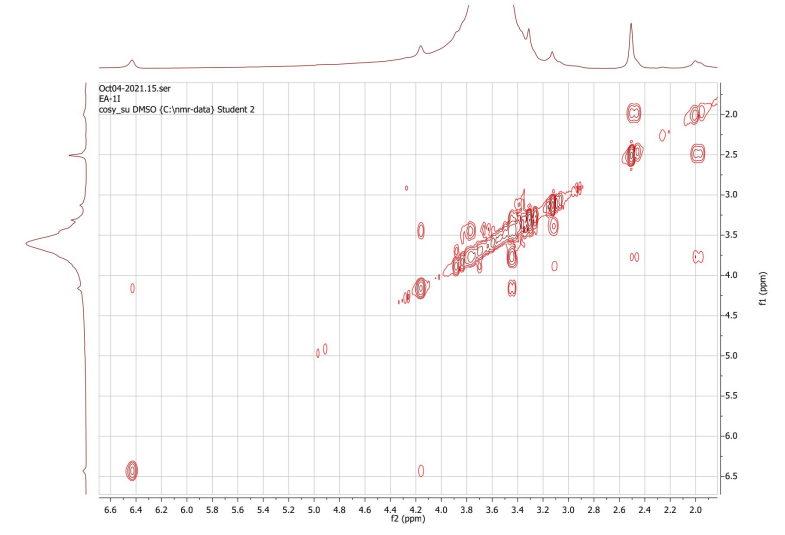 Oct04-2021.15.ser
EA-1I
cosy_su DMSO {C:\nmr-data} Student 2
2.0
2.5
3.0
3.5
4.0
4.5
5.0
5.5
6.0
6.5
f1 (ppm)
6.6 6.4 6.2 6.0 5.8 5.6 5.4 5.2 5.0 4.8 4.6 4.4 4.2 4.0 3.8 3.6 3.4 3.2 3.0 2.8 2.6 2.4 2.2 2.0
f2 (ppm)